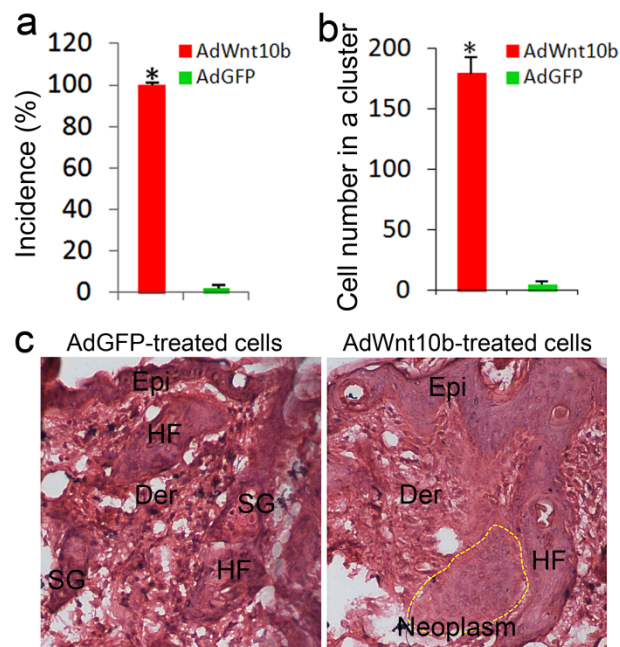 a
Incidence (%)
120
100
80
60
40
20
0
*
AdWnt10b
AdGFP
b
Cell number in a cluster
200
150
100
50
0
*
AdWnt10b
AdGFP
c
AdGFP-treated cells
Epi
HF
Der
SG
SG
HF
AdWnt10b-treated cells
Epi
Der
HF
Neoplasm